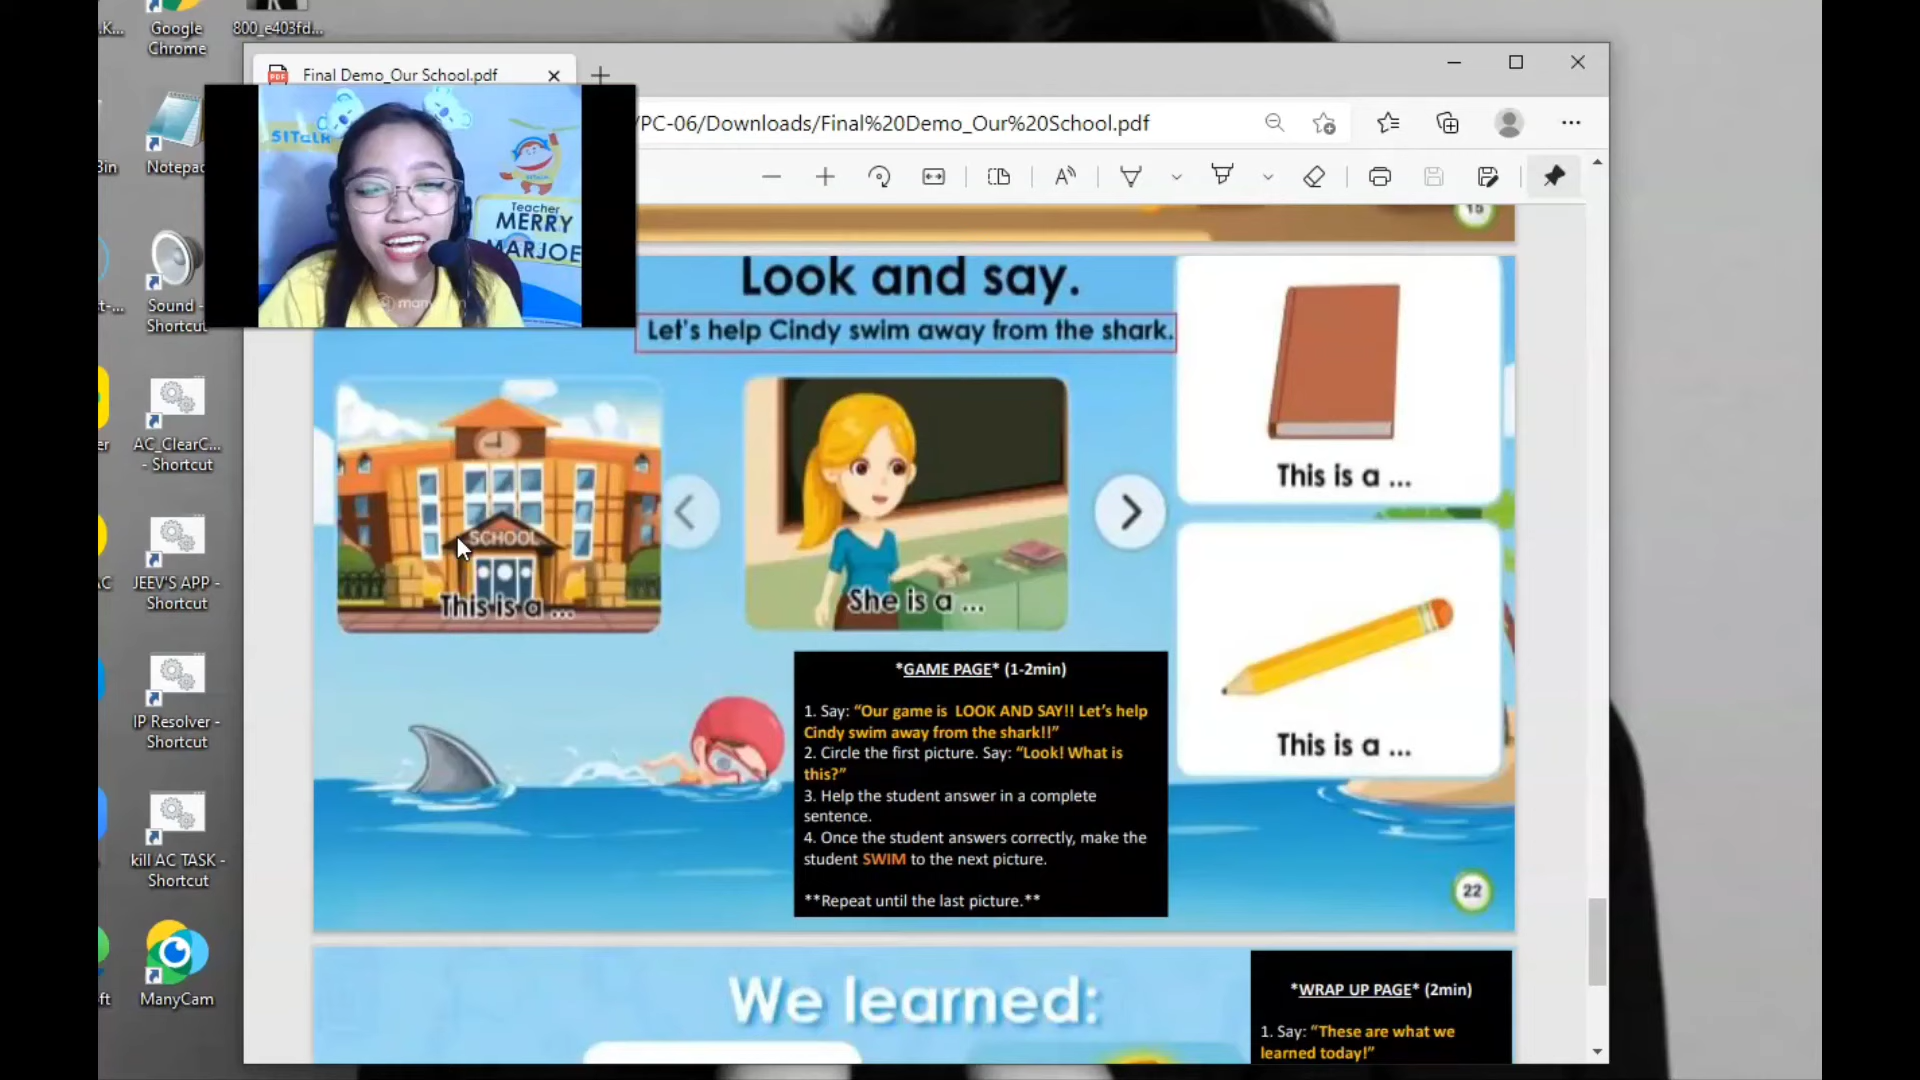 .K...
Google
Chrome
800_e403fd...
Final Demo_Our School.pdf
/PC-06/Downloads/Final%20Demo_Our%20School.pdf
51Talk
Teacher
MERRY
MARJOE
Bin
Notepad
15
Look and say.
Let's help Cindy swim away from the shark.
t-...
Sound -
Shortcut
SCHOOL
This is a ...
She is a ...
This is a ...
This is a ...
er
AC_ClearC...
- Shortcut
AC
JEEV'S APP -
Shortcut
IP Resolver -
Shortcut
kill AC TASK -
Shortcut
ft
ManyCam
*GAME PAGE* (1-2min)
1. Say: “Our game is LOOK AND SAY!! Let’s help
Cindy swim away from the shark!!”
2. Circle the first picture. Say: “Look! What is
this?”
3. Help the student answer in a complete
sentence.
4. Once the student answers correctly, make the
student SWIM to the next picture.
**Repeat until the last picture.**
22
We learned:
*WRAP UP PAGE* (2min)
1. Say: “These are what we
learned today!”